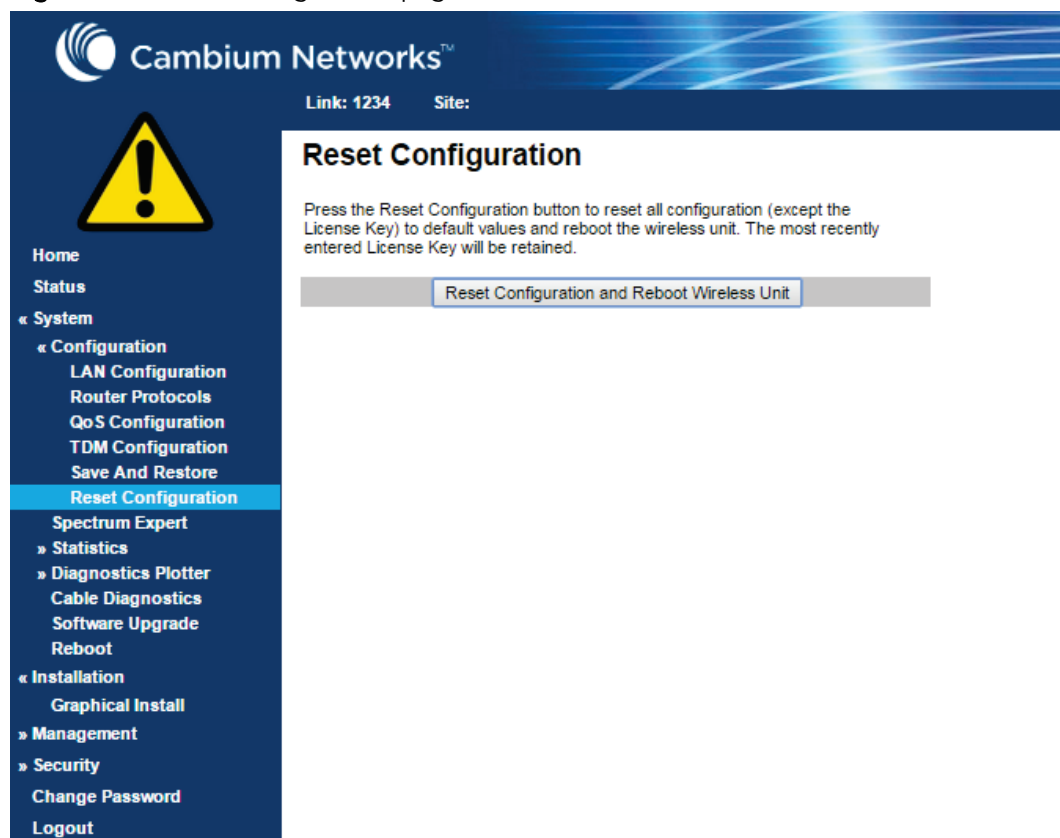 Cambium Networks™
Link: 1234 Site:
Home
Status
« System
« Configuration
LAN Configuration
Router Protocols
QoS Configuration
TDM Configuration
Save And Restore
Reset Configuration
Spectrum Expert
» Statistics
» Diagnostics Plotter
Cable Diagnostics
Software Upgrade
Reboot
« Installation
Graphical Install
» Management
» Security
Change Password
Logout
Reset Configuration
Press the Reset Configuration button to reset all configuration (except the
License Key) to default values and reboot the wireless unit. The most recently
entered License Key will be retained.
Reset Configuration and Reboot Wireless Unit